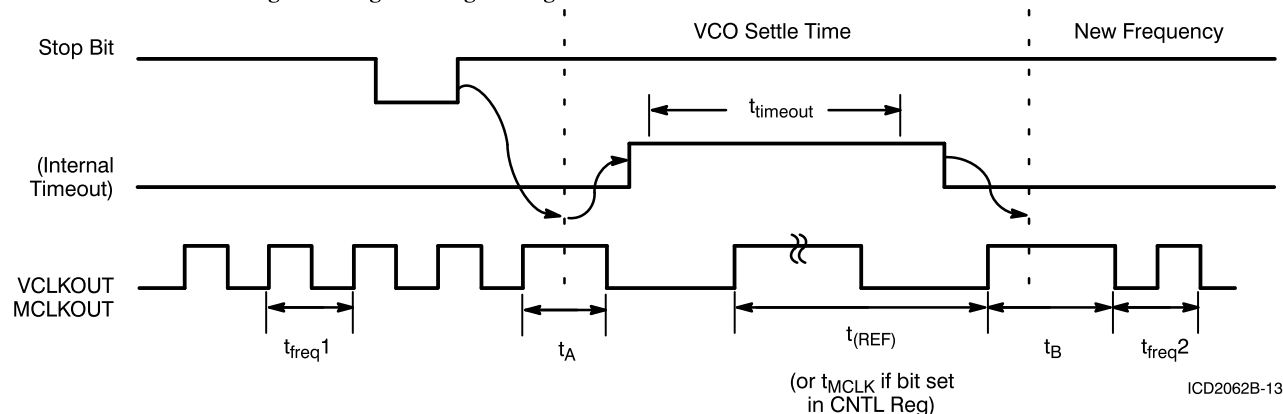 Stop Bit
VCO Settle Time
New Frequency
ttimeout
(Internal
Timeout)
VCLKOUT
MCLKOUT
tfreq1
tA
t(REF)
tB
tfreq2
(or tMCLK if bit set
in CNTL Reg)
ICD2062B-13